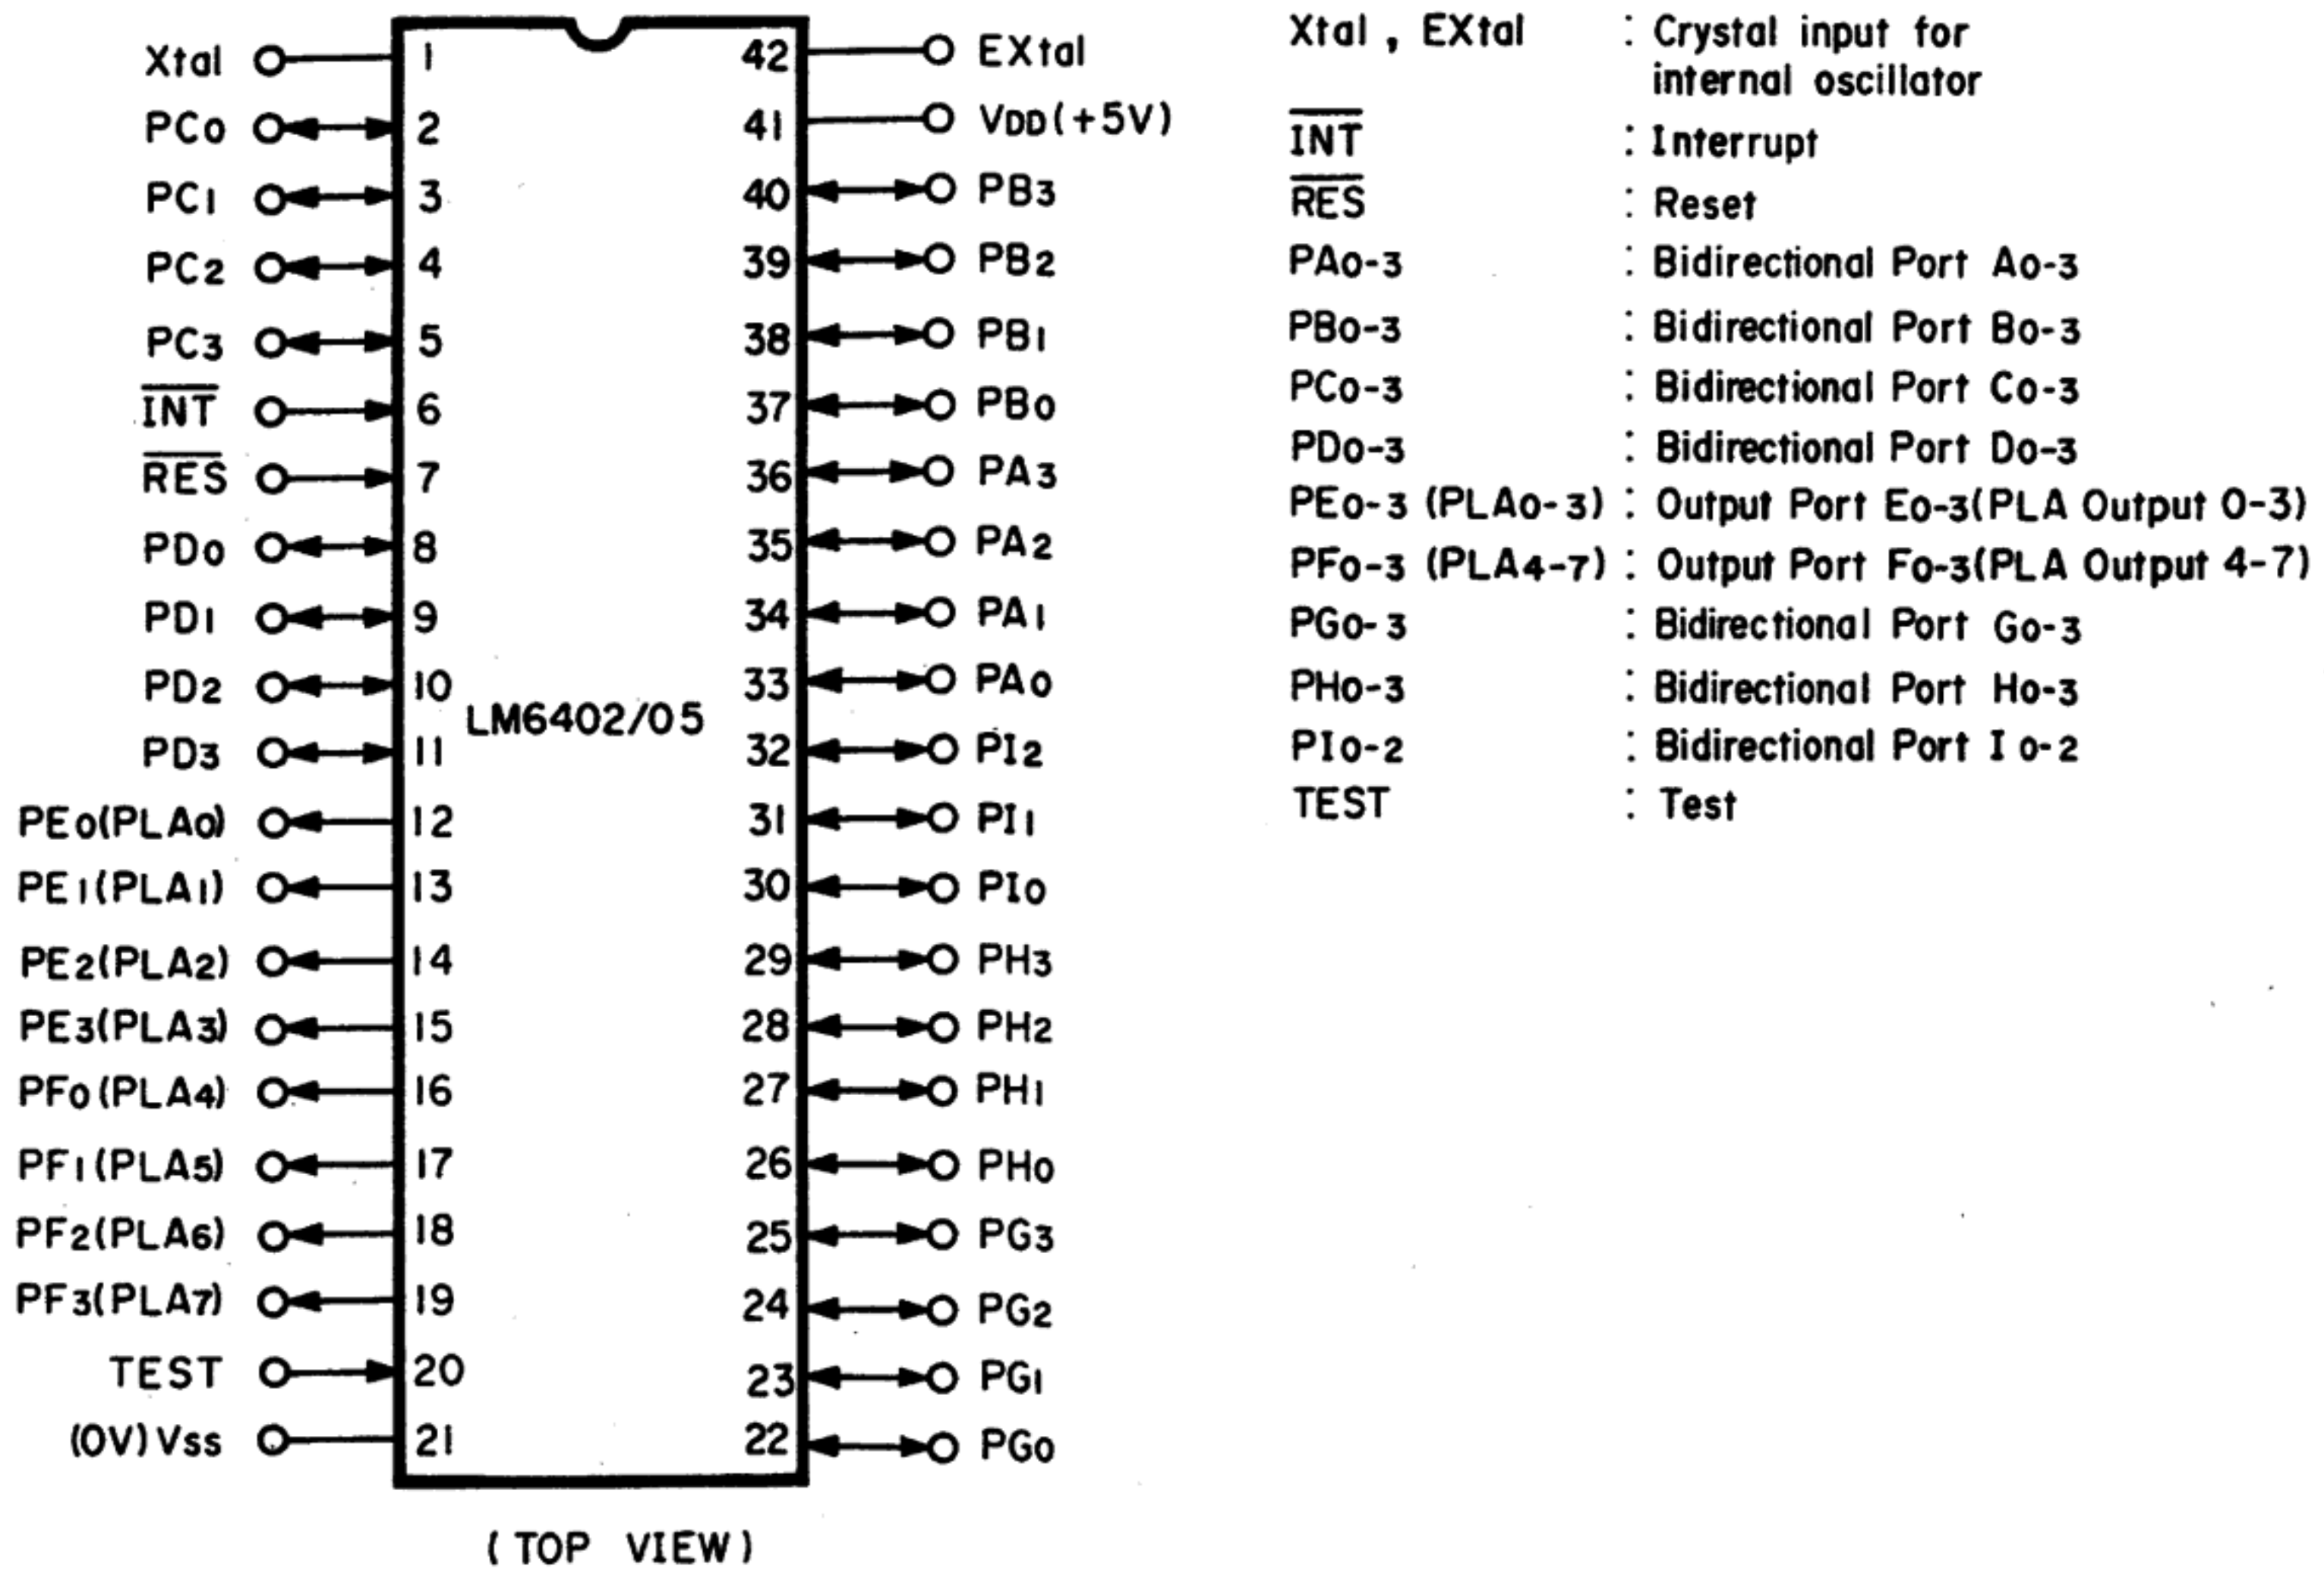 Xtal 1 42 EXtal
PC0 2 41 VDD(+5V)
PC1 3 40 PB3
PC2 4 39 PB2
PC3 5 38 PB1
INT 6 37 PB0
RES 7 36 PA3
PD0 8 35 PA2
PD1 9 34 PA1
PD2 10 33 PA0
LM6402/05
PD3 11 32 PI2
PE0(PLA0) 12 31 PI1
PE1(PLA1) 13 30 PI0
PE2(PLA2) 14 29 PH3
PE3(PLA3) 15 28 PH2
PF0(PLA4) 16 27 PH1
PF1(PLA5) 17 26 PH0
PF2(PLA6) 18 25 PG3
PF3(PLA7) 19 24 PG2
TEST 20 23 PG1
(0V)Vss 21 22 PG0
(TOP VIEW)
Xtal , EXtal : Crystal input for
internal oscillator
INT : Interrupt
RES : Reset
PA0-3 : Bidirectional Port A0-3
PB0-3 : Bidirectional Port B0-3
PC0-3 : Bidirectional Port C0-3
PD0-3 : Bidirectional Port D0-3
PE0-3 (PLA0-3) : Output Port E0-3(PLA Output 0-3)
PF0-3 (PLA4-7) : Output Port F0-3(PLA Output 4-7)
PG0-3 : Bidirectional Port G0-3
PH0-3 : Bidirectional Port H0-3
PI0-2 : Bidirectional Port I0-2
TEST : Test